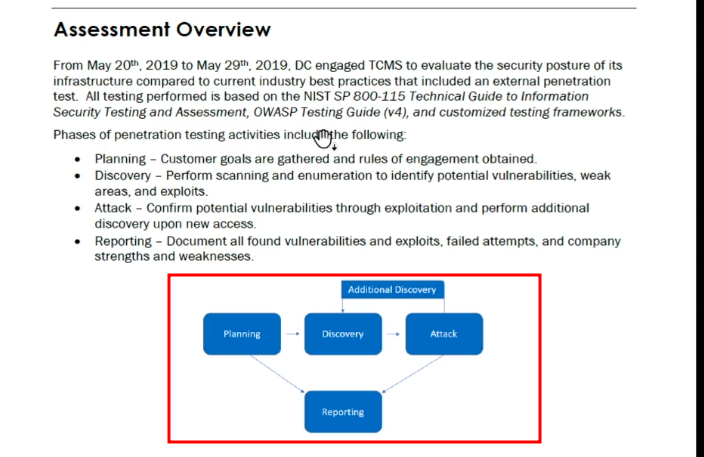 Assessment Overview
From May 20th, 2019 to May 29th, 2019, DC engaged TCMS to evaluate the security posture of its
infrastructure compared to current industry best practices that included an external penetration
test. All testing performed is based on the NIST SP 800-115 Technical Guide to Information
Security Testing and Assessment, OWASP Testing Guide (v4), and customized testing frameworks.
Phases of penetration testing activities include the following:
• Planning – Customer goals are gathered and rules of engagement obtained.
• Discovery – Perform scanning and enumeration to identify potential vulnerabilities, weak
areas, and exploits.
• Attack – Confirm potential vulnerabilities through exploitation and perform additional
discovery upon new access.
• Reporting – Document all found vulnerabilities and exploits, failed attempts, and company
strengths and weaknesses.
Additional Discovery
Planning
Discovery
Attack
Reporting